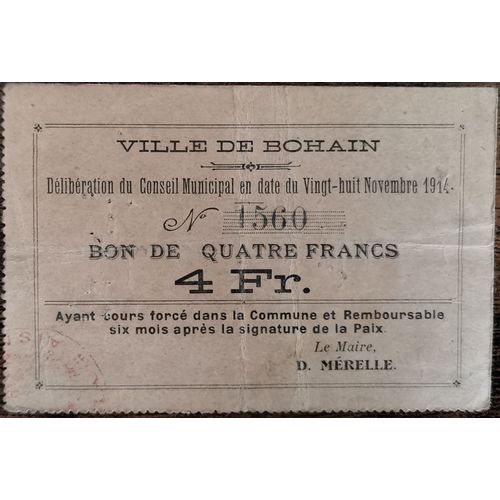 VILLE DE BOHAIN
Délibération du Conseil Municipal en date du Vingt-huit Novembre 1914.
No 1560
BON DE QUATRE FRANCS
4 Fr.
Ayant cours forcé dans la Commune et Remboursable
six mois après la signature de la Paix.
Le Maire,
D. MÉRELLE.